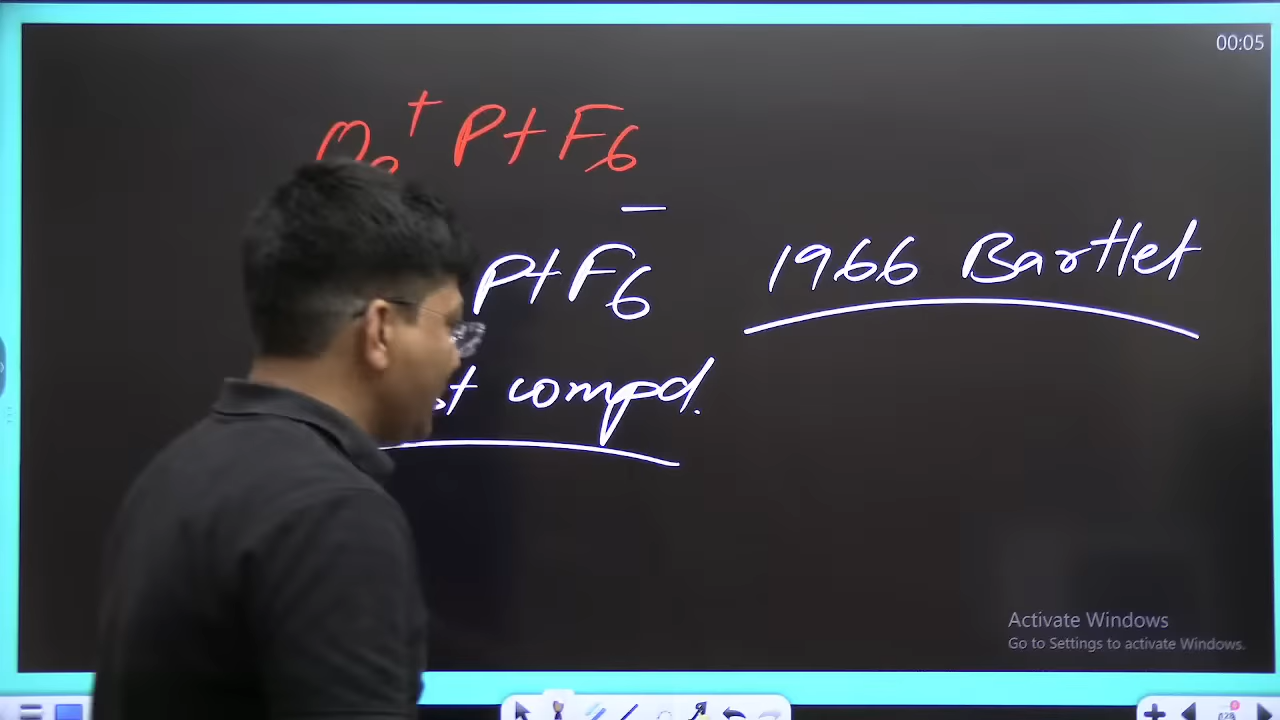 00:05
O2+ PtF6
PtF6 –
1966 Bartlet
compd.
Activate Windows
Go to Settings to activate Windows.